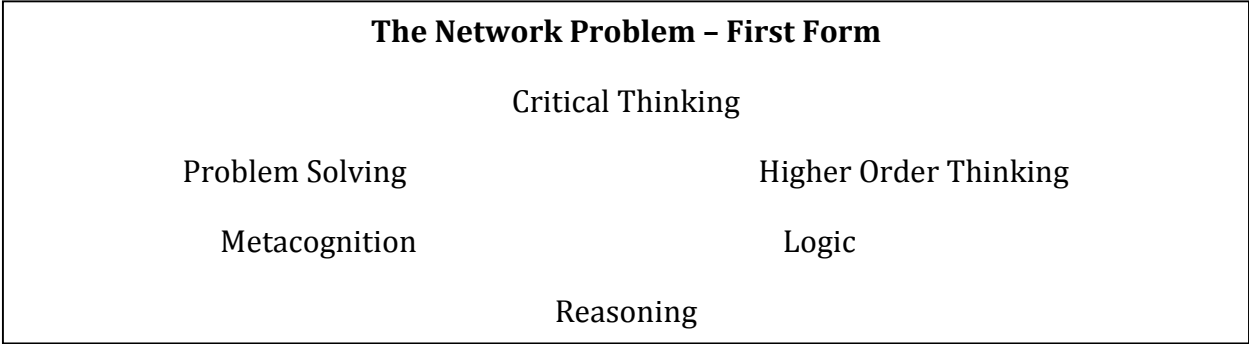 The Network Problem – First Form
Critical Thinking
Problem Solving Higher Order Thinking
Metacognition Logic
Reasoning